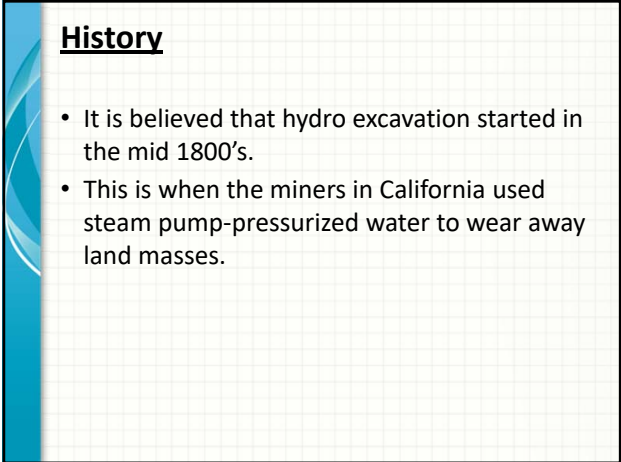 History
• It is believed that hydro excavation started in
the mid 1800’s.
• This is when the miners in California used
steam pump-pressurized water to wear away
land masses.